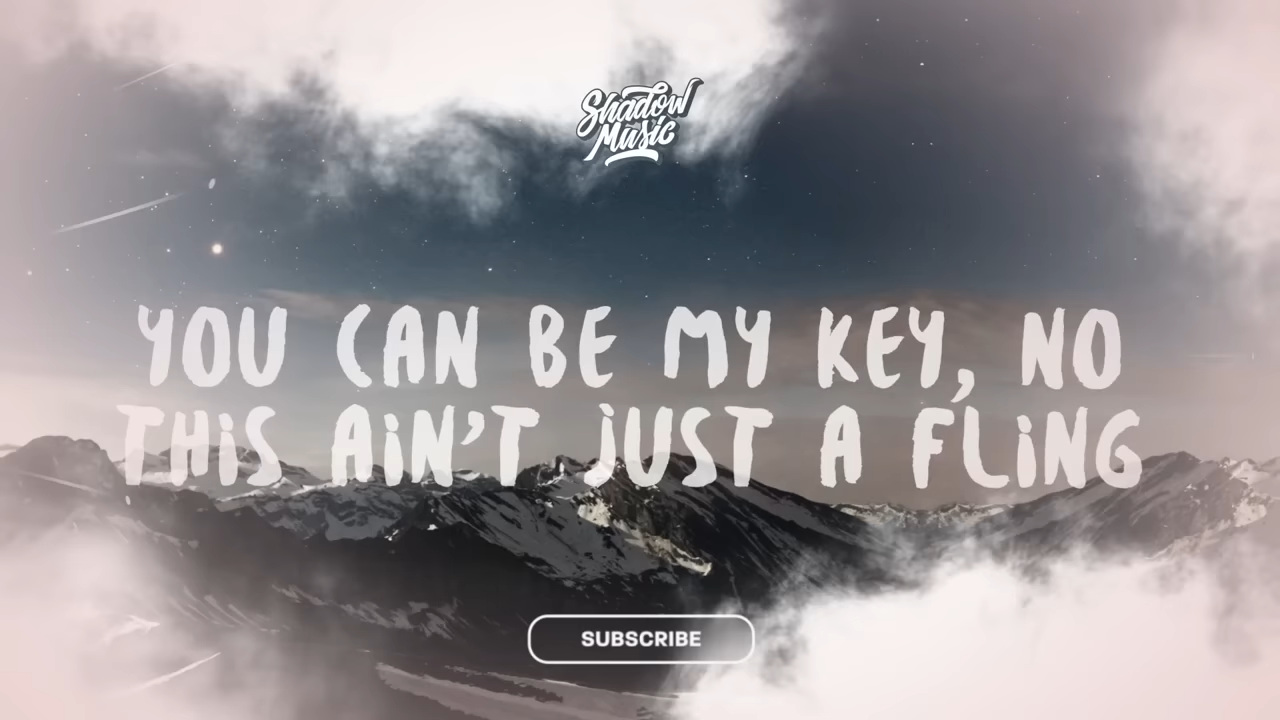 Shadow
Music
YOU CAN BE MY KEY, NO
THiS AiN'T JUST A FLiNG
SUBSCRIBE